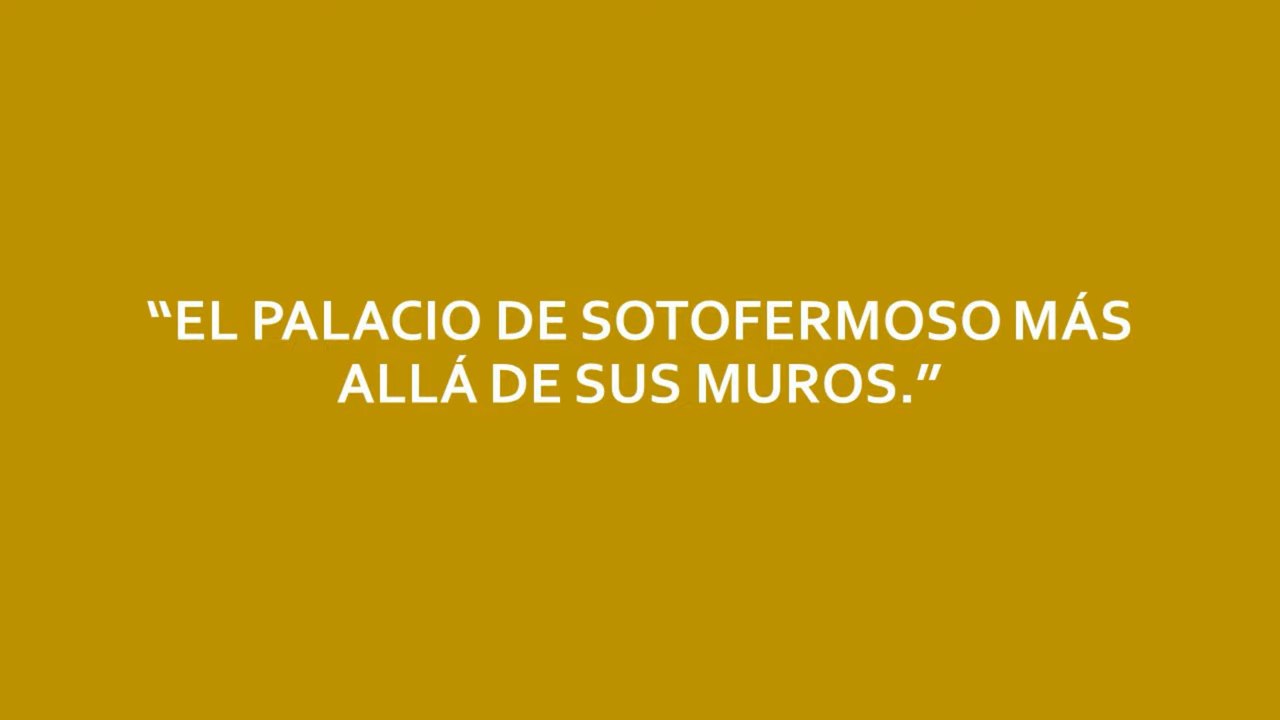 “EL PALACIO DE SOTOFERMOSO MÁS
ALLÁ DE SUS MUROS.”